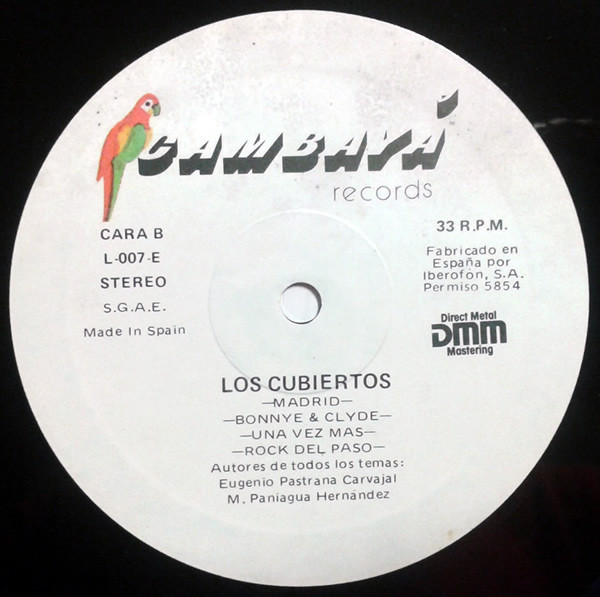 CAMBAYÁ
records
CARA B
L-007-E
STEREO
S.G.A.E.
Made In Spain
33 R.P.M.
Fabricado en
España por
Iberofón, S.A.
Permiso 5854
Direct Metal
DMM
Mastering
LOS CUBIERTOS
—MADRID—
—BONNYE & CLYDE—
—UNA VEZ MAS—
—ROCK DEL PASO—
Autores de todos los temas:
Eugenio Pastrana Carvajal
M. Paniagua Hernández